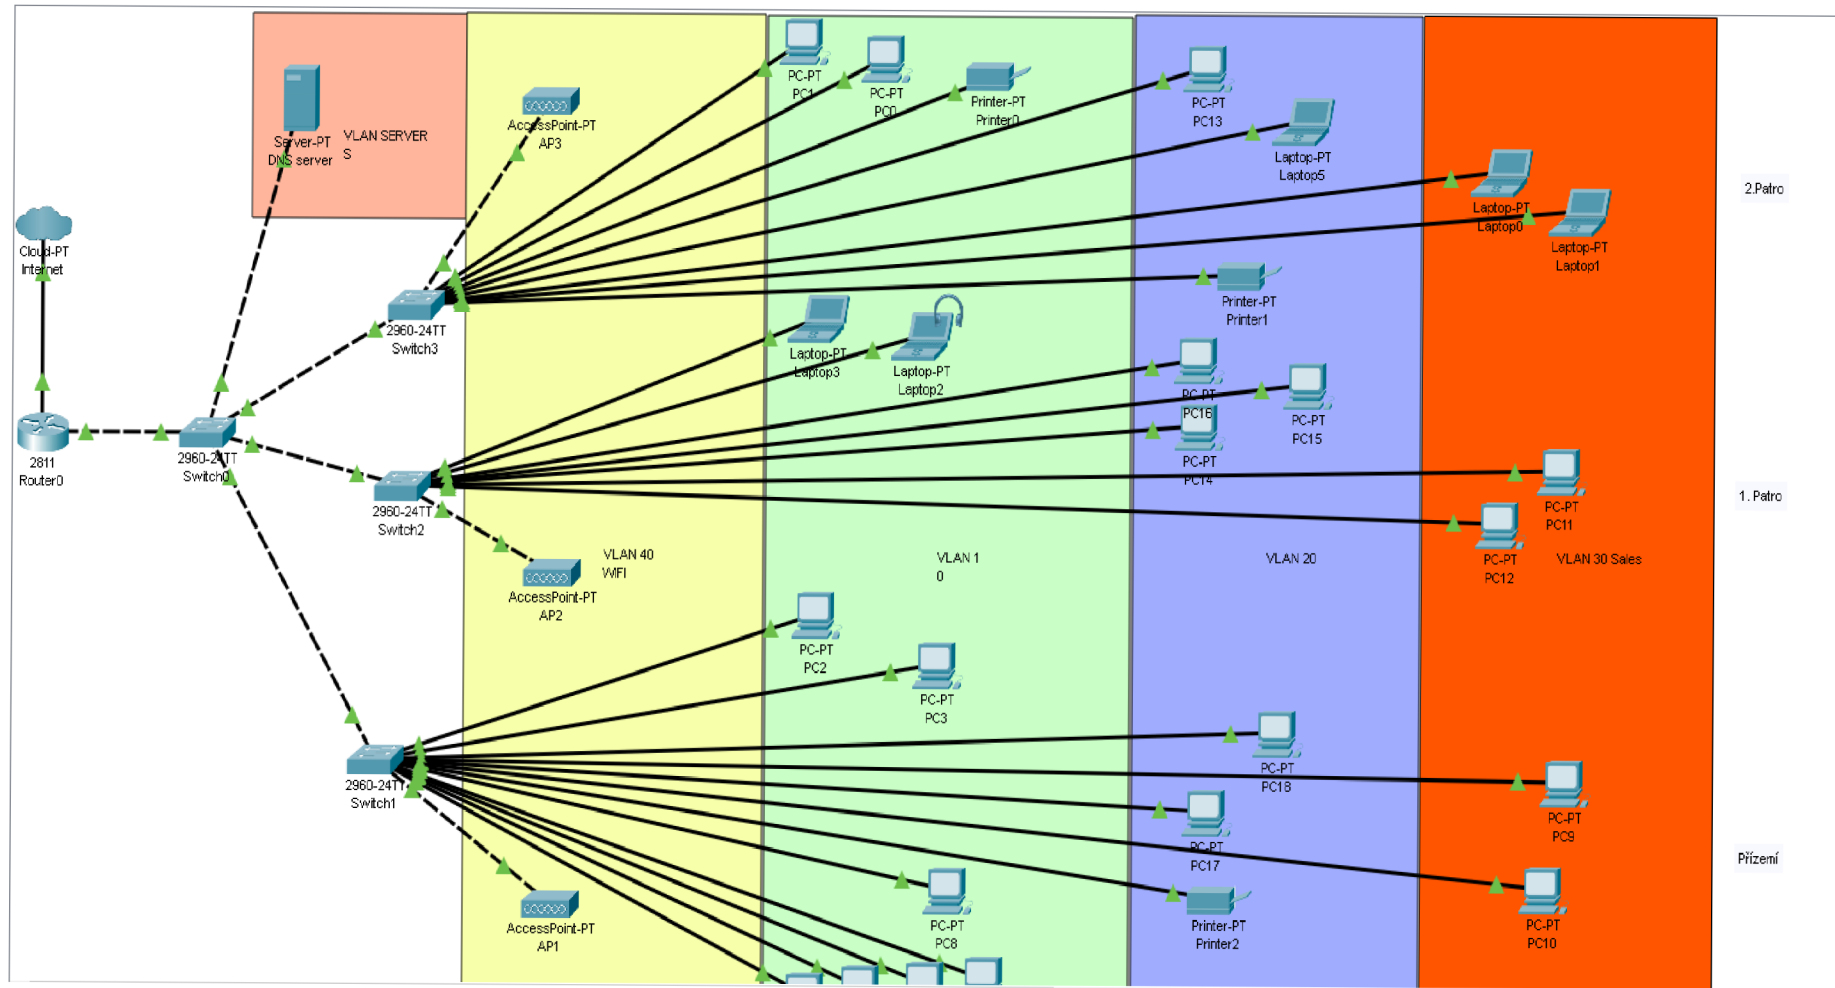 PC-PT
PC1
PC-PT
PC0
Printer-PT
Printer0
PC-PT
PC13
Laptop-PT
Laptop5
Laptop-PT
Laptop0
Laptop-PT
Laptop1
2.Patro
Server-PT
DNS server
VLAN SERVER
S
AccessPoint-PT
AP3
Cloud-PT
Internet
2960-24TT
Switch3
Printer-PT
Printer1
Laptop-PT
Laptop3
Laptop-PT
Laptop2
PC-PT
PC16
PC-PT
PC15
PC-PT
PC14
2811
Router0
2960-24TT
Switch0
2960-24TT
Switch2
PC-PT
PC11
PC-PT
PC12
1. Patro
VLAN 40
WIFI
VLAN 1
0
VLAN 20
VLAN 30 Sales
AccessPoint-PT
AP2
PC-PT
PC2
PC-PT
PC3
2960-24TT
Switch1
PC-PT
PC18
PC-PT
PC9
PC-PT
PC17
Přízemí
AccessPoint-PT
AP1
PC-PT
PC8
Printer-PT
Printer2
PC-PT
PC10